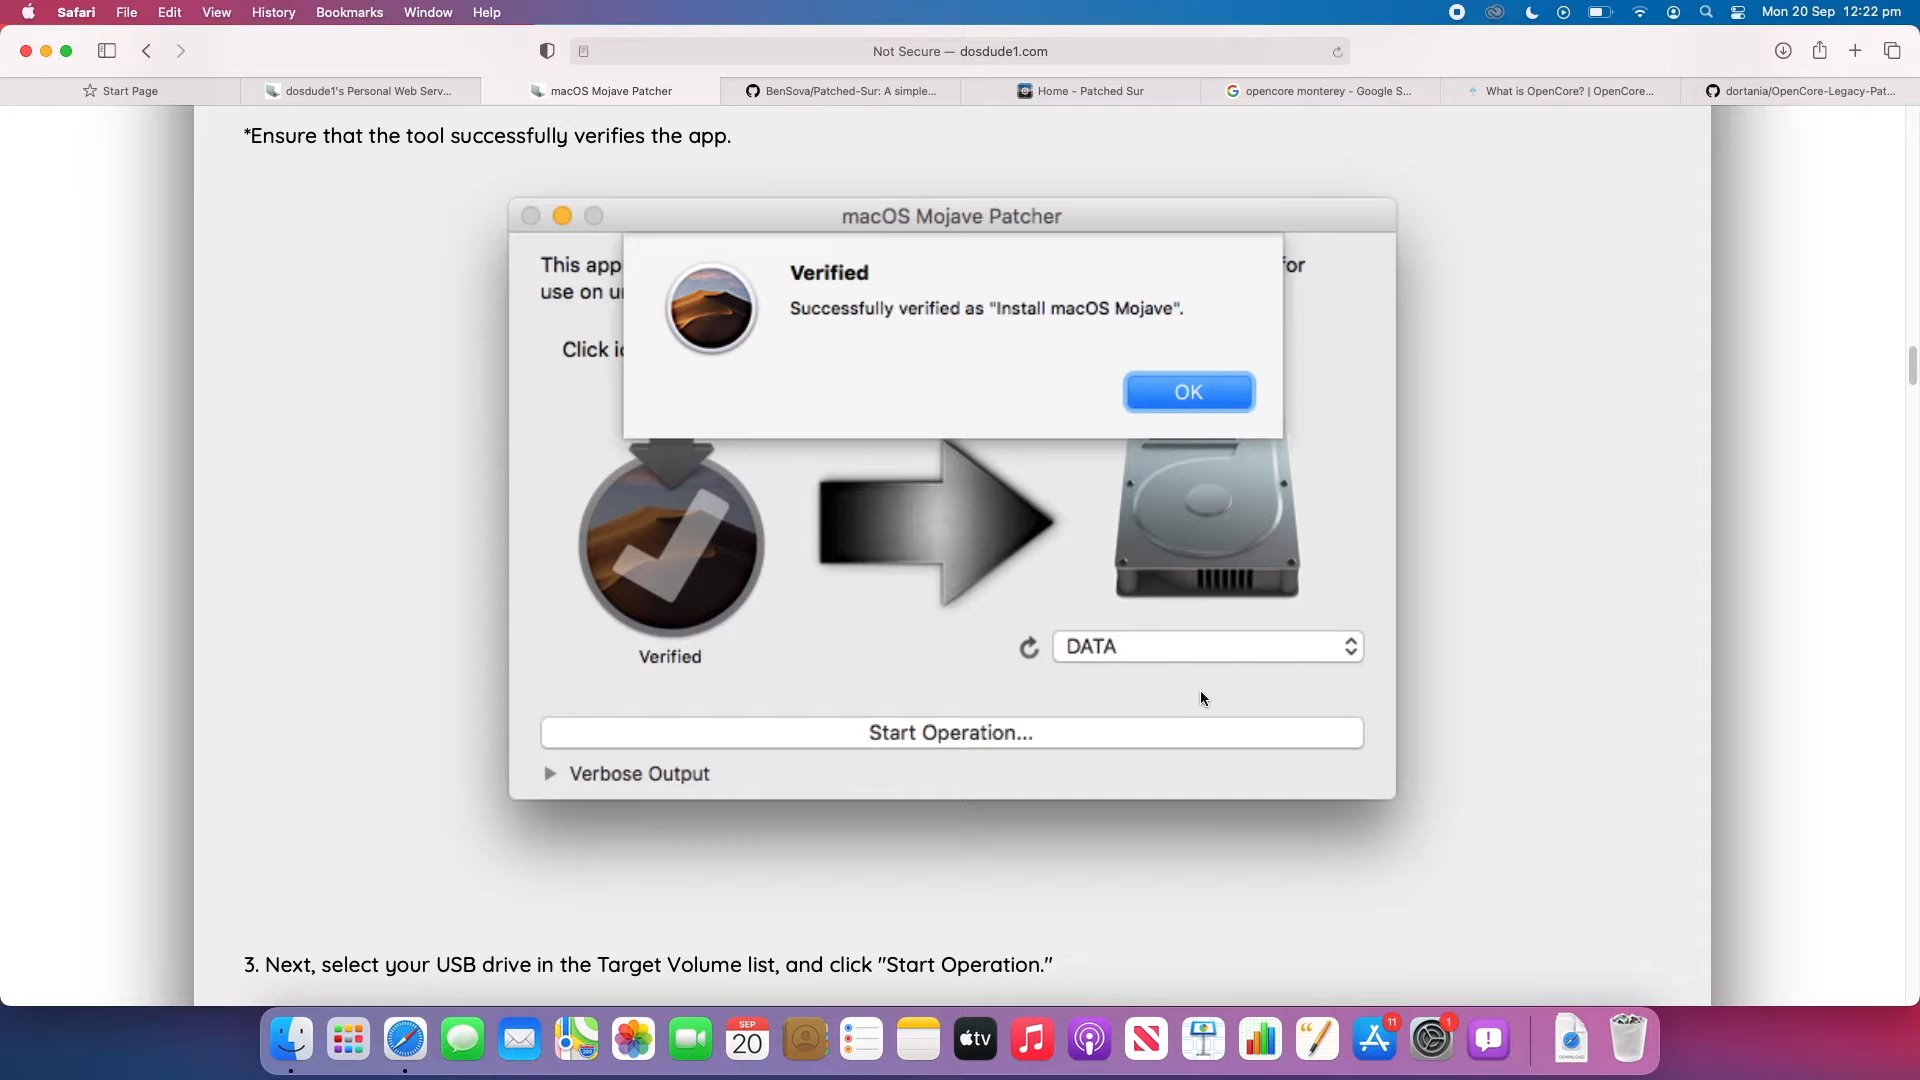 Safari File Edit View History Bookmarks Window Help Mon 20 Sep 12:22 pm
Not Secure — dosdude1.com
Start Page dosdude1's Personal Web Serv... macOS Mojave Patcher BenSova/Patched-Sur: A simple... Home - Patched Sur opencore monterey - Google S... What is OpenCore? | OpenCore... dortania/OpenCore-Legacy-Pat...
*Ensure that the tool successfully verifies the app.
macOS Mojave Patcher
This app for
use on
Verified
Successfully verified as "Install macOS Mojave".
Click
OK
Verified
DATA
Start Operation...
Verbose Output
3. Next, select your USB drive in the Target Volume list, and click "Start Operation."
SEP
20
tv
11
1
DOWNLOAD